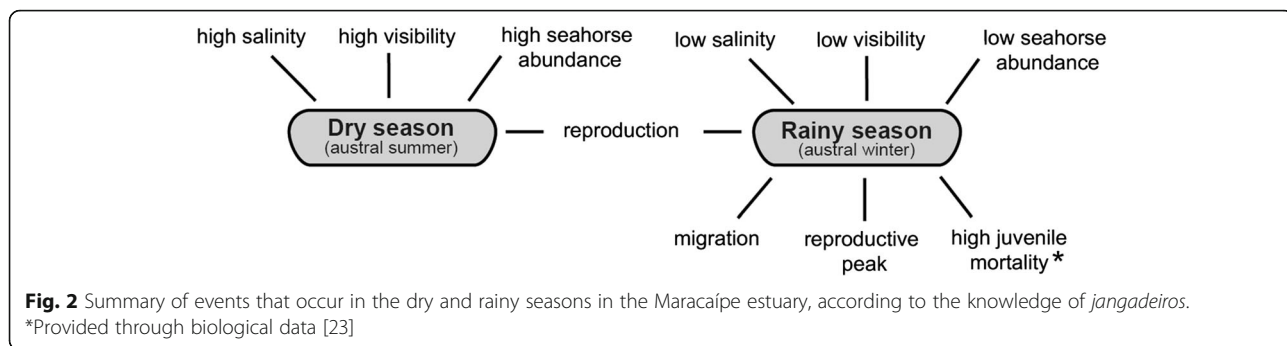 high salinity
high visibility
high seahorse
abundance
low salinity
low visibility
low seahorse
abundance
Dry season
(austral summer)
reproduction
Rainy season
(austral winter)
migration
reproductive
peak
high juvenile
mortality*
Fig. 2 Summary of events that occur in the dry and rainy seasons in the Maracaípe estuary, according to the knowledge of jangadeiros.
*Provided through biological data [23]